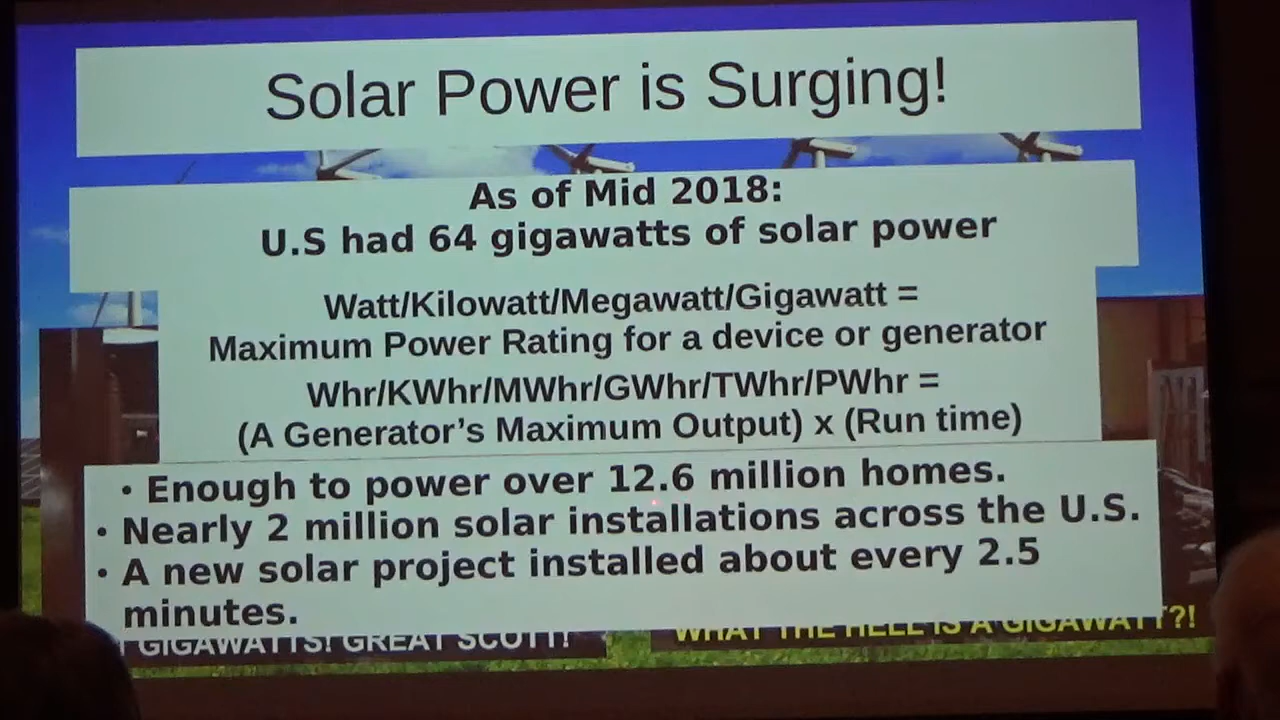 Solar Power is Surging!
As of Mid 2018:
U.S had 64 gigawatts of solar power
Watt/Kilowatt/Megawatt/Gigawatt =
Maximum Power Rating for a device or generator
Whr/KWhr/MWhr/GWhr/TWhr/PWhr =
(A Generator’s Maximum Output) x (Run time)
• Enough to power over 12.6 million homes.
• Nearly 2 million solar installations across the U.S.
• A new solar project installed about every 2.5
minutes.
GIGAWATTS! GREAT SCOTT!
WHAT THE HELL IS A GIGAWATT?!